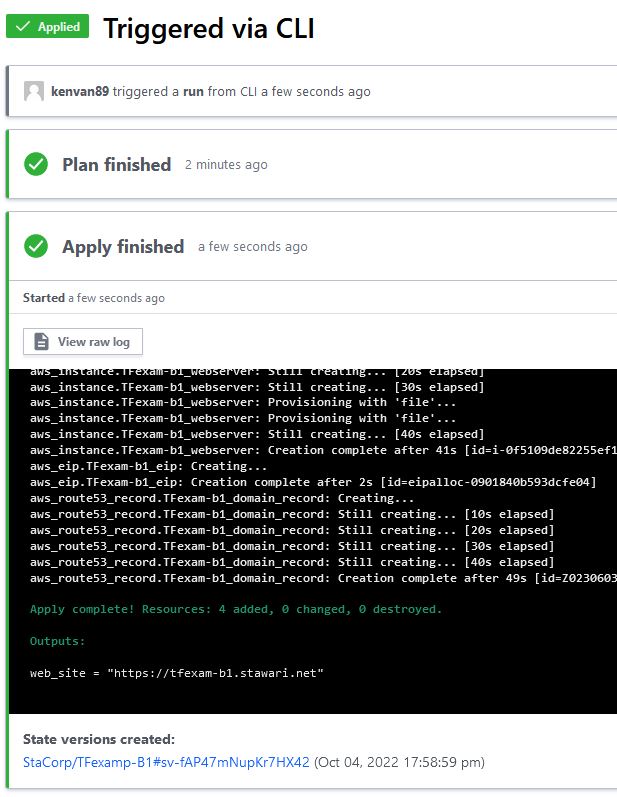 Applied Triggered via CLI
kenvan89 triggered a run from CLI a few seconds ago
Plan finished 2 minutes ago
Apply finished a few seconds ago
Started a few seconds ago
View raw log
aws_instance.TFexam-b1_webserver: Still creating... [20s elapsed]
aws_instance.TFexam-b1_webserver: Still creating... [30s elapsed]
aws_instance.TFexam-b1_webserver: Provisioning with 'file'...
aws_instance.TFexam-b1_webserver: Provisioning with 'file'...
aws_instance.TFexam-b1_webserver: Still creating... [40s elapsed]
aws_instance.TFexam-b1_webserver: Creation complete after 41s [id=i-0f5109de82255ef1
aws_eip.TFexam-b1_eip: Creating...
aws_eip.TFexam-b1_eip: Creation complete after 2s [id=eipalloc-0901840b593dcfe04]
aws_route53_record.TFexam-b1_domain_record: Creating...
aws_route53_record.TFexam-b1_domain_record: Still creating... [10s elapsed]
aws_route53_record.TFexam-b1_domain_record: Still creating... [20s elapsed]
aws_route53_record.TFexam-b1_domain_record: Still creating... [30s elapsed]
aws_route53_record.TFexam-b1_domain_record: Still creating... [40s elapsed]
aws_route53_record.TFexam-b1_domain_record: Creation complete after 49s [id=Z0230603
Apply complete! Resources: 4 added, 0 changed, 0 destroyed.
Outputs:
web_site = "https://tfexam-b1.stawari.net"
State versions created:
StaCorp/TFexamp-B1#sv-fAP47mNupKr7HX42 (Oct 04, 2022 17:58:59 pm)